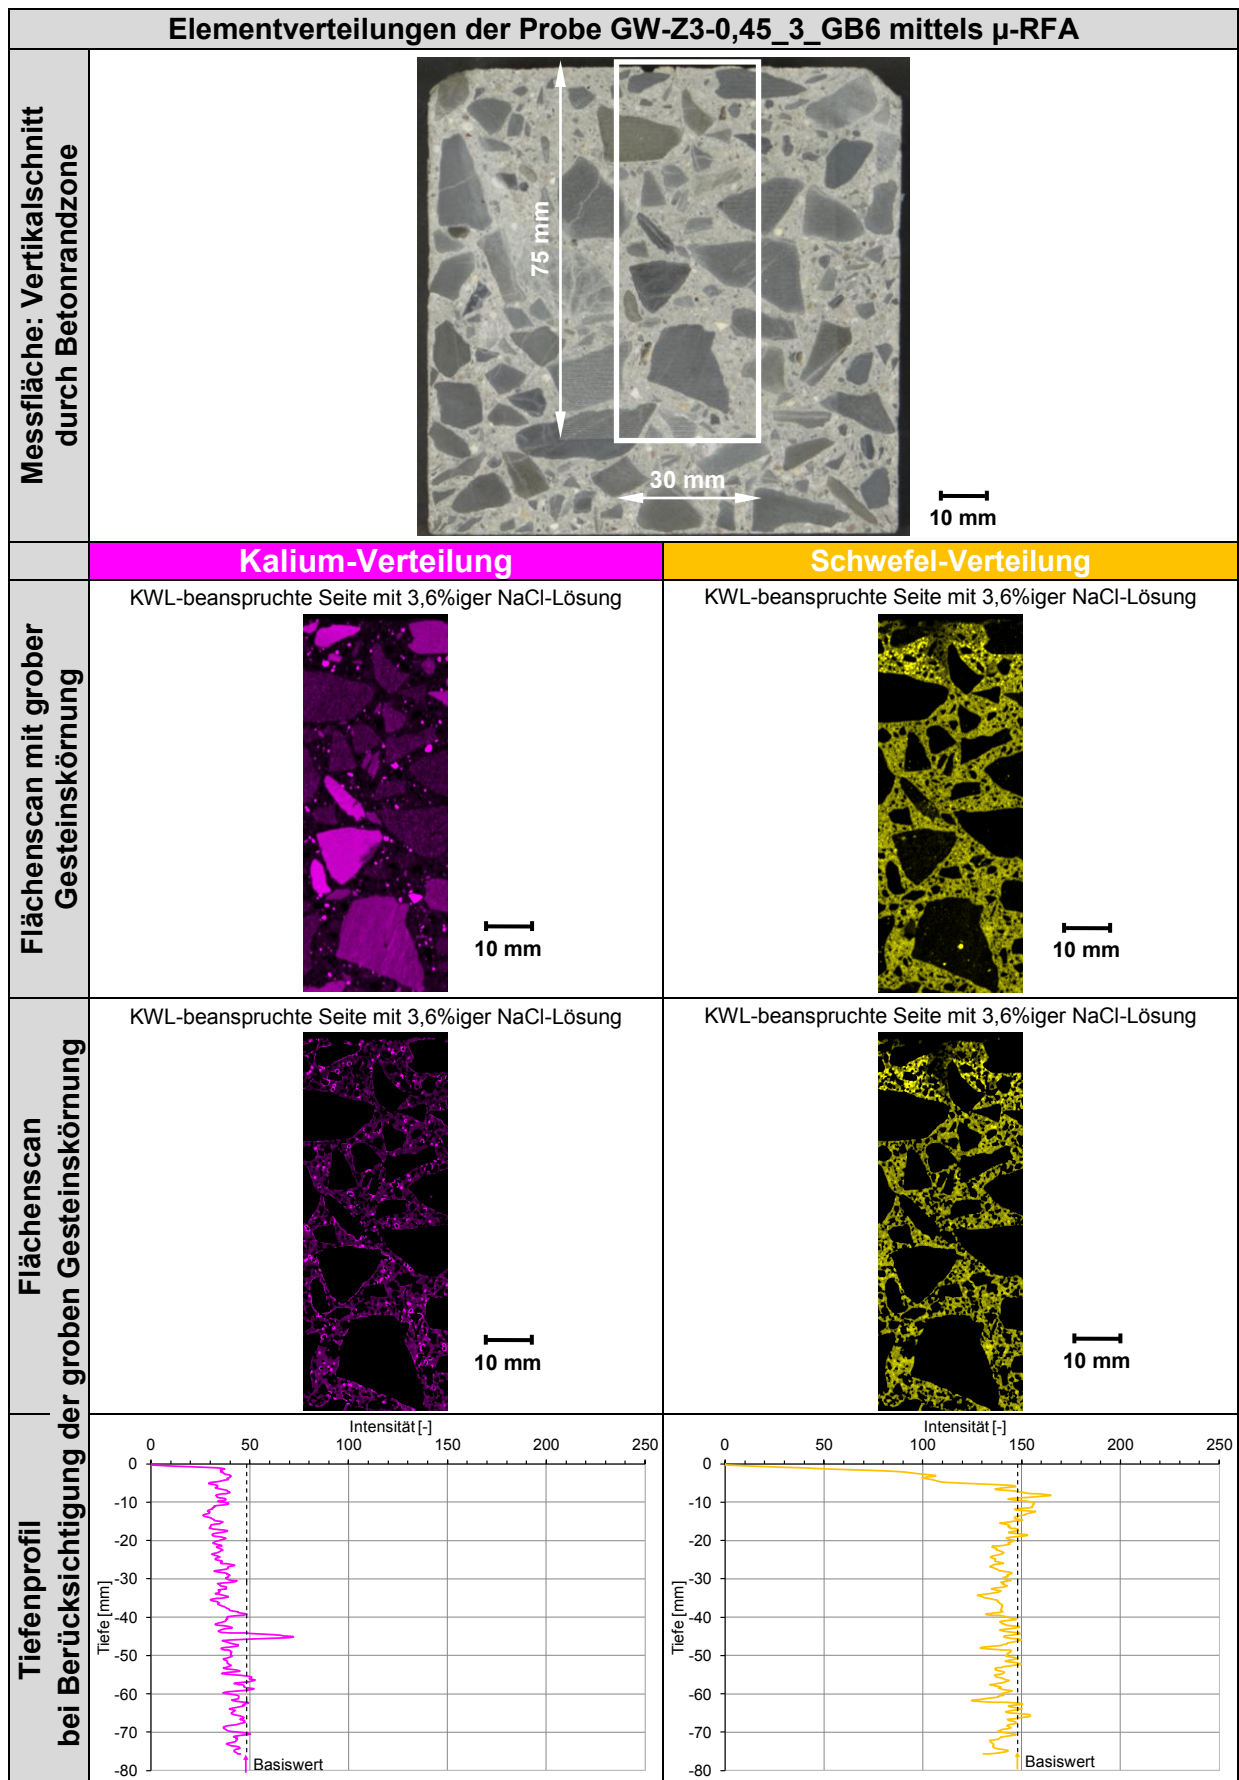 Elementverteilungen der Probe GW-Z3-0,45_3_GB6 mittels µ-RFA
Messfläche: Vertikalschnitt
durch Betonrandzone
75 mm
30 mm
10 mm
Kalium-Verteilung
Schwefel-Verteilung
Flächenscan mit grober
Gesteinskörnung
KWL-beanspruchte Seite mit 3,6%iger NaCl-Lösung
10 mm
KWL-beanspruchte Seite mit 3,6%iger NaCl-Lösung
10 mm
Flächenscan
bei Berücksichtigung der groben Gesteinskörnung
KWL-beanspruchte Seite mit 3,6%iger NaCl-Lösung
10 mm
KWL-beanspruchte Seite mit 3,6%iger NaCl-Lösung
10 mm
Tiefenprofil
Intensität [-]
0 50 100 150 200 250
0
-10
-20
-30
-40
-50
-60
-70
-80
Tiefe [mm]
Basiswert
Intensität [-]
0 50 100 150 200 250
0
-10
-20
-30
-40
-50
-60
-70
-80
Tiefe [mm]
Basiswert